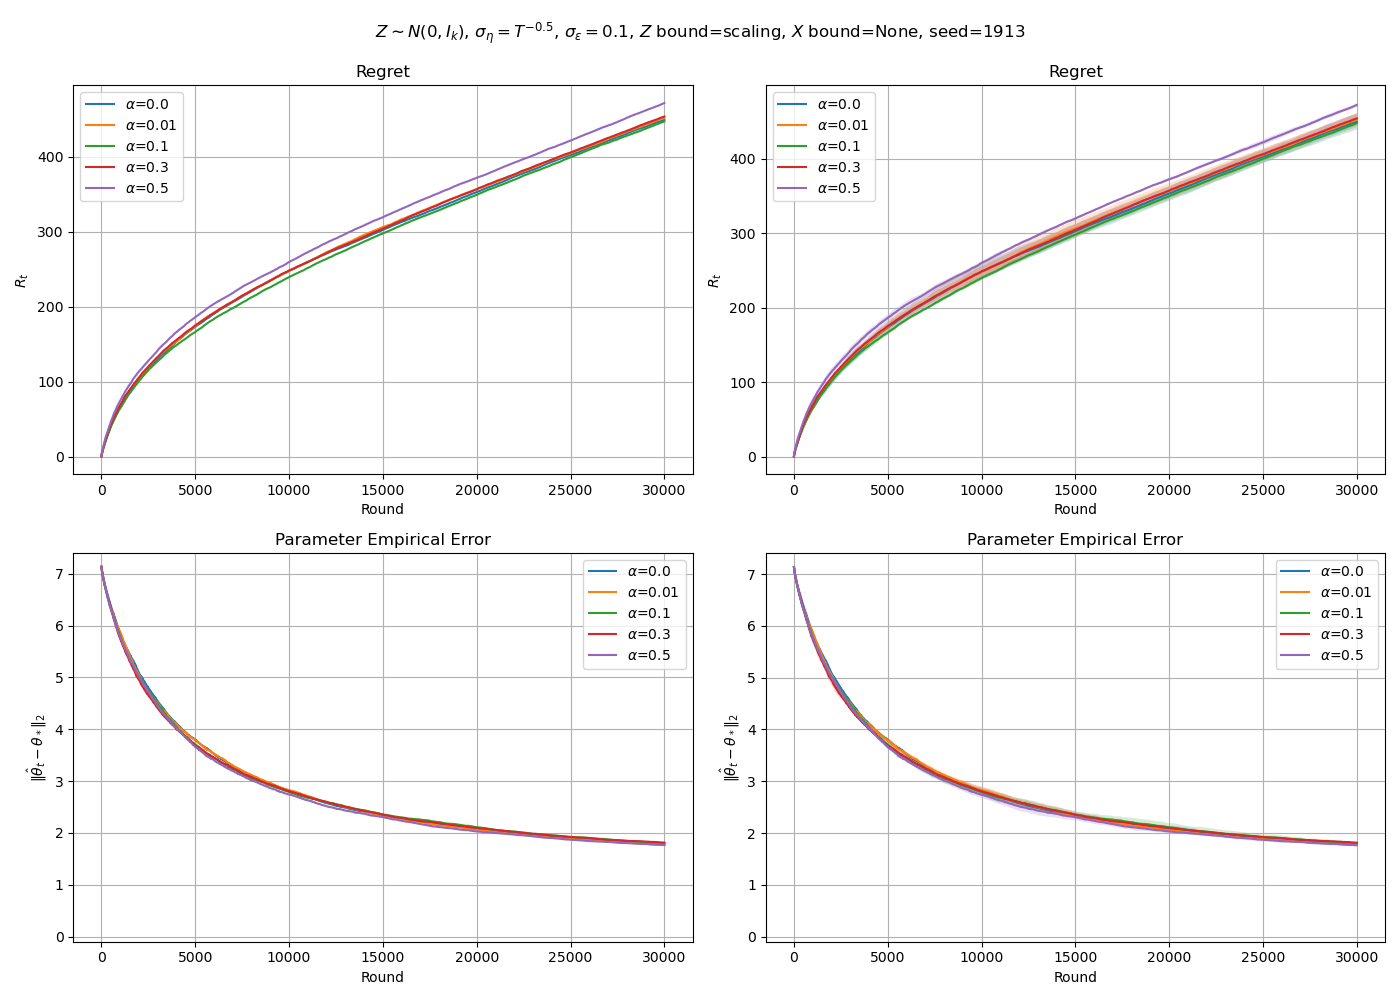 Z ∼ N(0, I_k), σ_η = T^{−0.5}, σ_ε = 0.1, Z bound=scaling, X bound=None, seed=1913
Regret
α=0.0
α=0.01
α=0.1
α=0.3
α=0.5
R_t
400
300
200
100
0
0 5000 10000 15000 20000 25000 30000
Round
Regret
α=0.0
α=0.01
α=0.1
α=0.3
α=0.5
R_t
400
300
200
100
0
0 5000 10000 15000 20000 25000 30000
Round
Parameter Empirical Error
α=0.0
α=0.01
α=0.1
α=0.3
α=0.5
‖θ̂_t − θ_*‖_2
7
6
5
4
3
2
1
0
0 5000 10000 15000 20000 25000 30000
Round
Parameter Empirical Error
α=0.0
α=0.01
α=0.1
α=0.3
α=0.5
‖θ̂_t − θ_*‖_2
7
6
5
4
3
2
1
0
0 5000 10000 15000 20000 25000 30000
Round